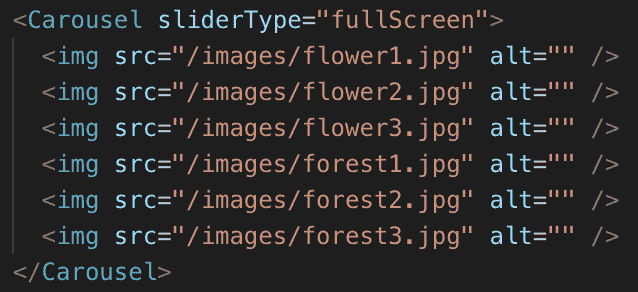 <Carousel sliderType="fullScreen">
<img src="/images/flower1.jpg" alt="" />
<img src="/images/flower2.jpg" alt="" />
<img src="/images/flower3.jpg" alt="" />
<img src="/images/forest1.jpg" alt="" />
<img src="/images/forest2.jpg" alt="" />
<img src="/images/forest3.jpg" alt="" />
</Carousel>